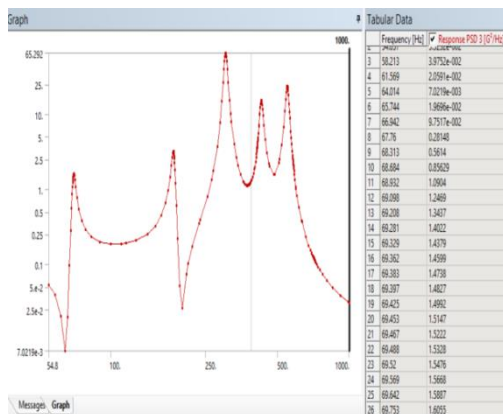 Graph
Tabular Data
1000.
Frequency [Hz] Response PSD 3 [G²/Hz]
65.292
25.
10.
5.
2.5
1.
0.5
0.25
0.1
5.e-2
2.5e-2
7.0219e-3
54.8
100.
250.
500.
1000.
3 58.213 3.9752e-002
4 61.569 2.0591e-002
5 64.014 7.0219e-003
6 65.744 1.9696e-002
7 66.942 9.7517e-002
8 67.76 0.28148
9 68.313 0.5614
10 68.684 0.85629
11 68.932 1.0904
12 69.098 1.2469
13 69.208 1.3437
14 69.281 1.4022
15 69.329 1.4379
16 69.362 1.4599
17 69.383 1.4738
18 69.397 1.4827
19 69.425 1.4992
20 69.453 1.5147
21 69.467 1.5222
22 69.488 1.5328
23 69.52 1.5476
24 69.569 1.5668
25 69.642 1.5887
26 69.753 1.6055
Messages Graph